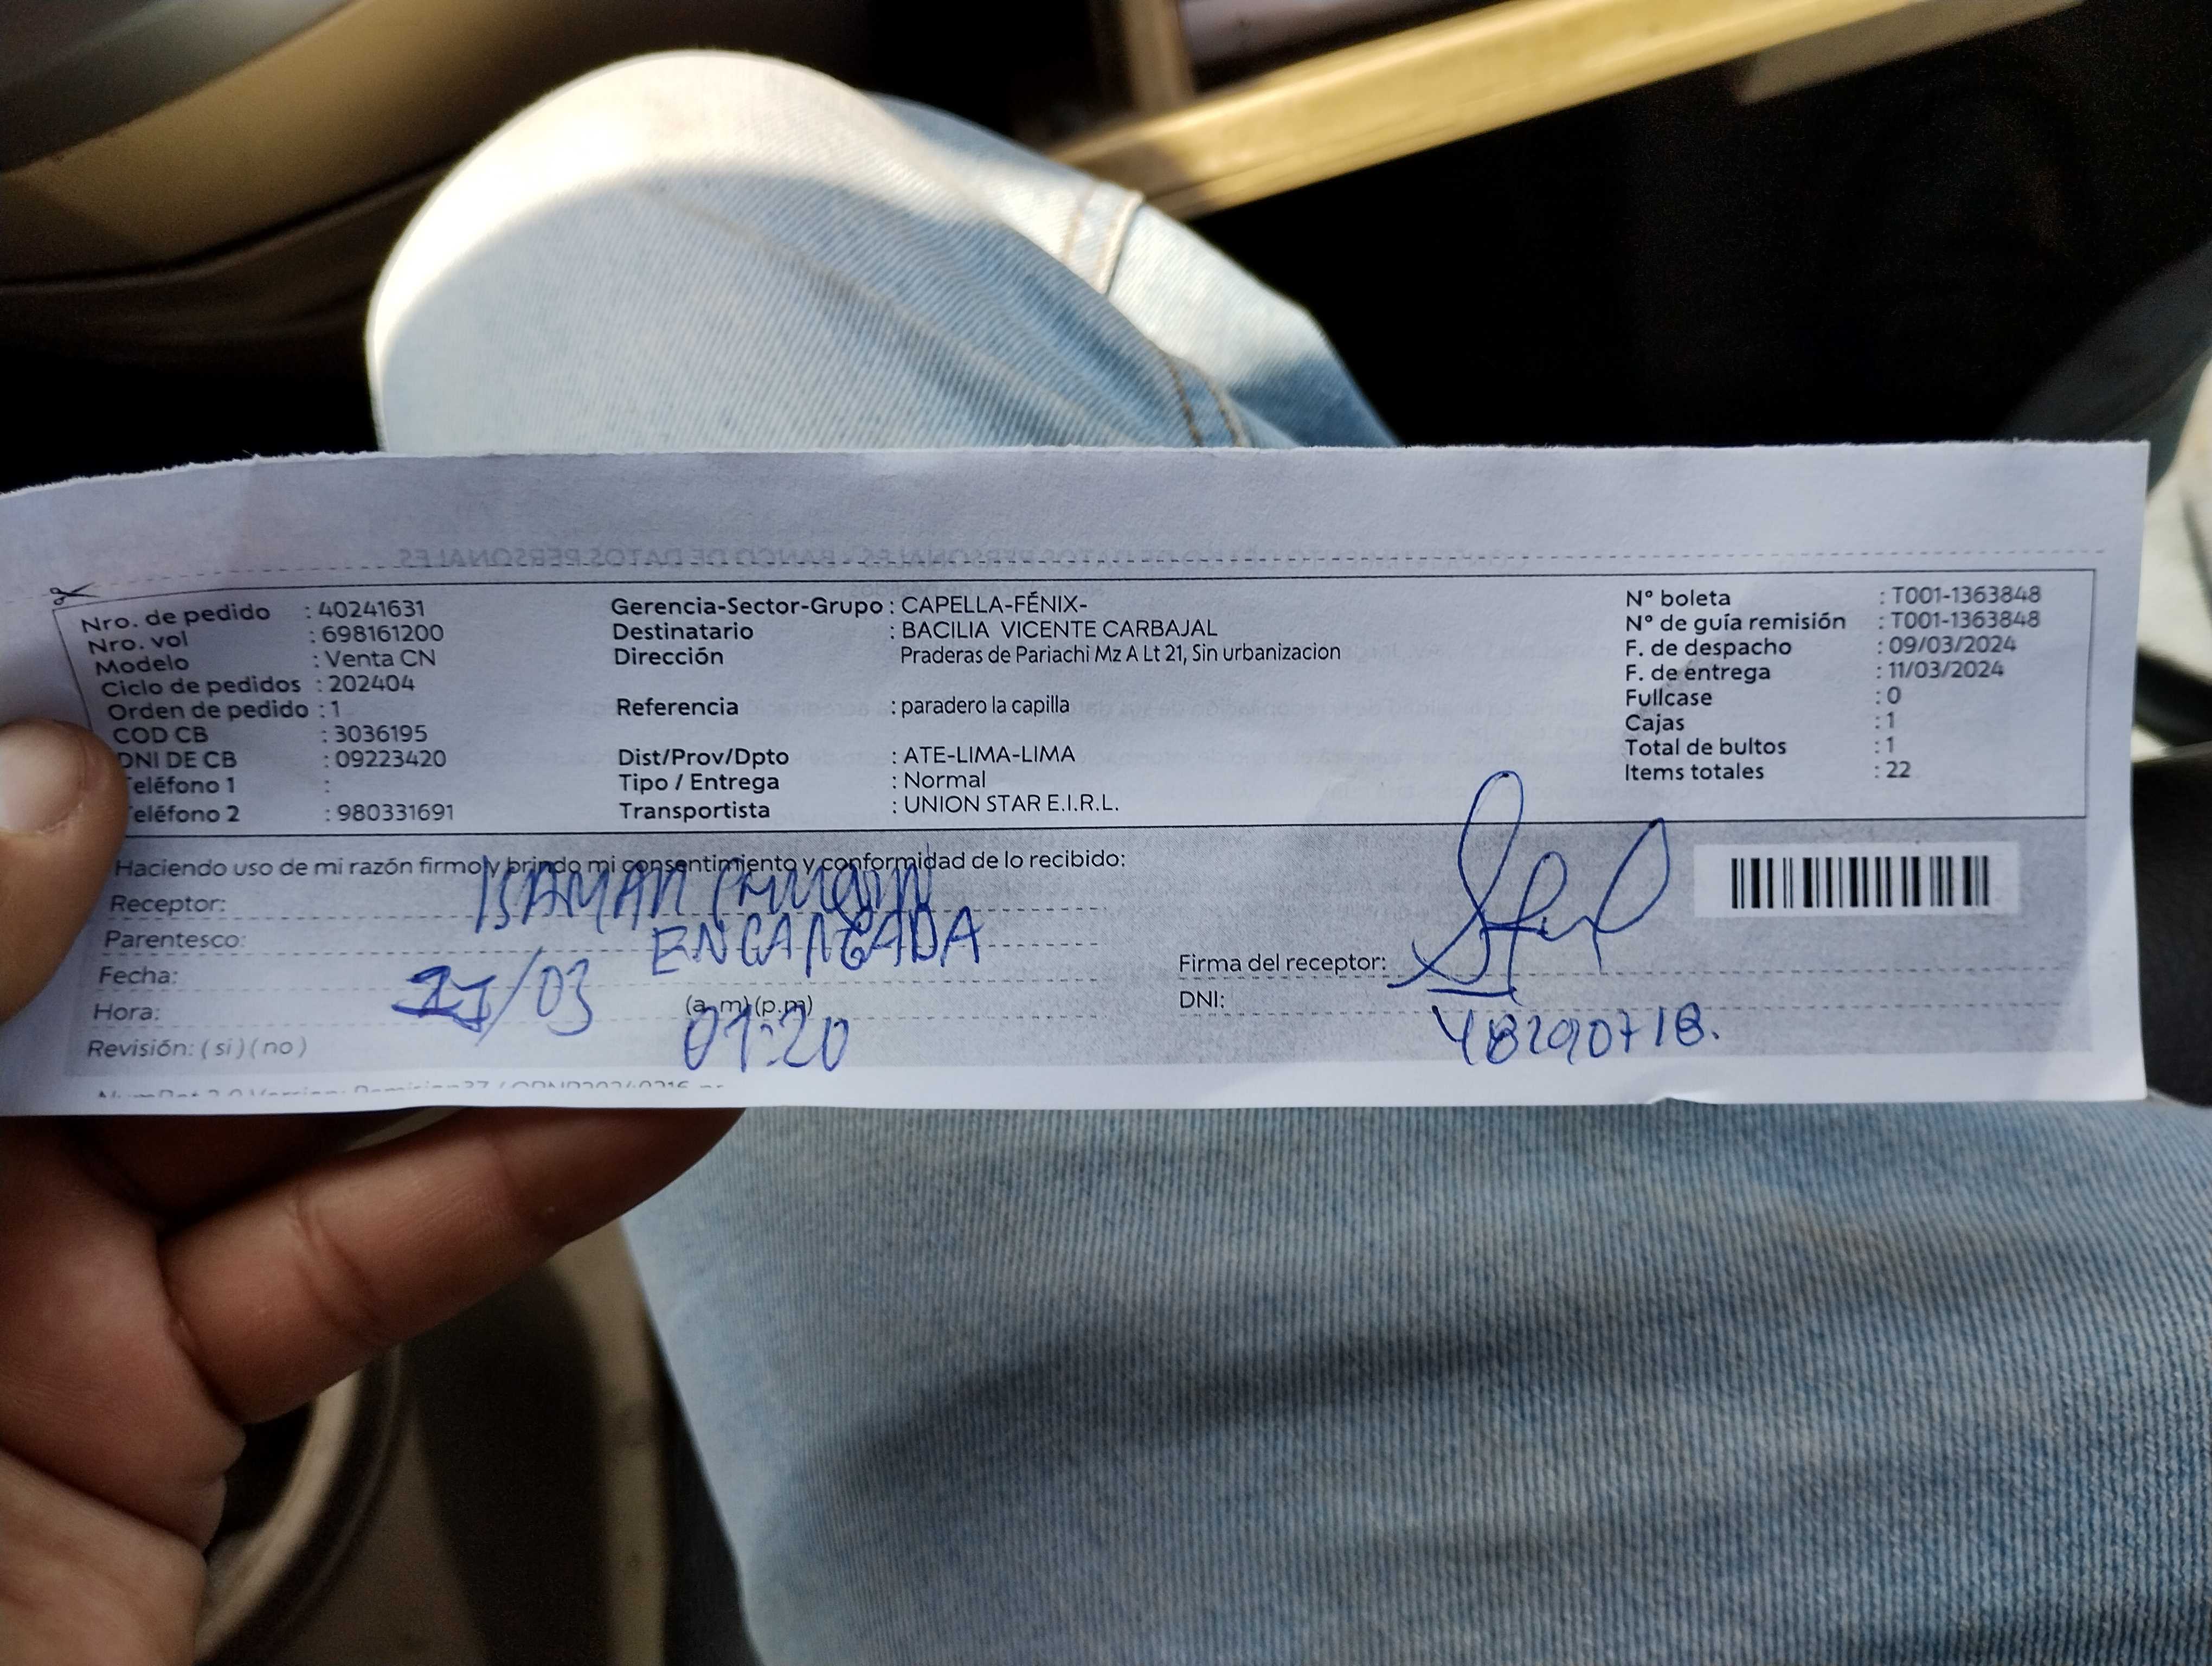 Nro. de pedido : 40241631
Nro. vol : 698161200
Modelo : Venta CN
Ciclo de pedidos : 202404
Orden de pedido : 1
COD CB : 3036195
DNI DE CB : 09223420
eléfono 1 :
eléfono 2 : 980331691
Gerencia-Sector-Grupo : CAPELLA-FÉNIX-
Destinatario : BACILIA VICENTE CARBAJAL
Dirección Praderas de Pariachi Mz A Lt 21, Sin urbanizacion
Referencia : paradero la capilla
Dist/Prov/Dpto : ATE-LIMA-LIMA
Tipo / Entrega : Normal
Transportista : UNION STAR E.I.R.L.
N° boleta : T001-1363848
N° de guía remisión : T001-1363848
F. de despacho : 09/03/2024
F. de entrega : 11/03/2024
Fullcase : 0
Cajas : 1
Total de bultos : 1
Items totales : 22
Haciendo uso de mi razón firmo y brindo mi consentimiento y conformidad de lo recibido:
Receptor:
Parentesco: ENCARGADA
Fecha: /03
Hora: (a. m) (p.m) 01:20
Revisión: ( si ) ( no )
Firma del receptor:
DNI: 48290718.